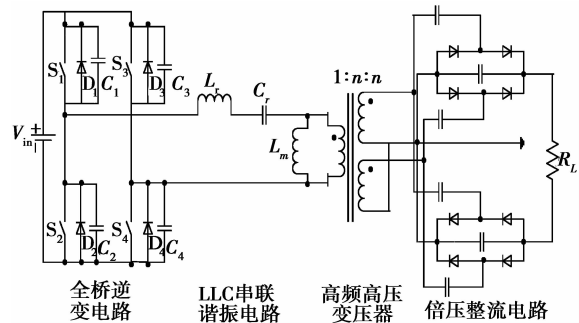 S₁
D₁
C₁
S₃
D₃
C₃
Lᵣ
Cᵣ
1∶n∶n
Vᵢₙ
+
Lₘ
R_L
S₂
D₂
C₂
S₄
D₄
C₄
全桥逆
变电路
LLC串联
谐振电路
高频高压
变压器
倍压整流电路